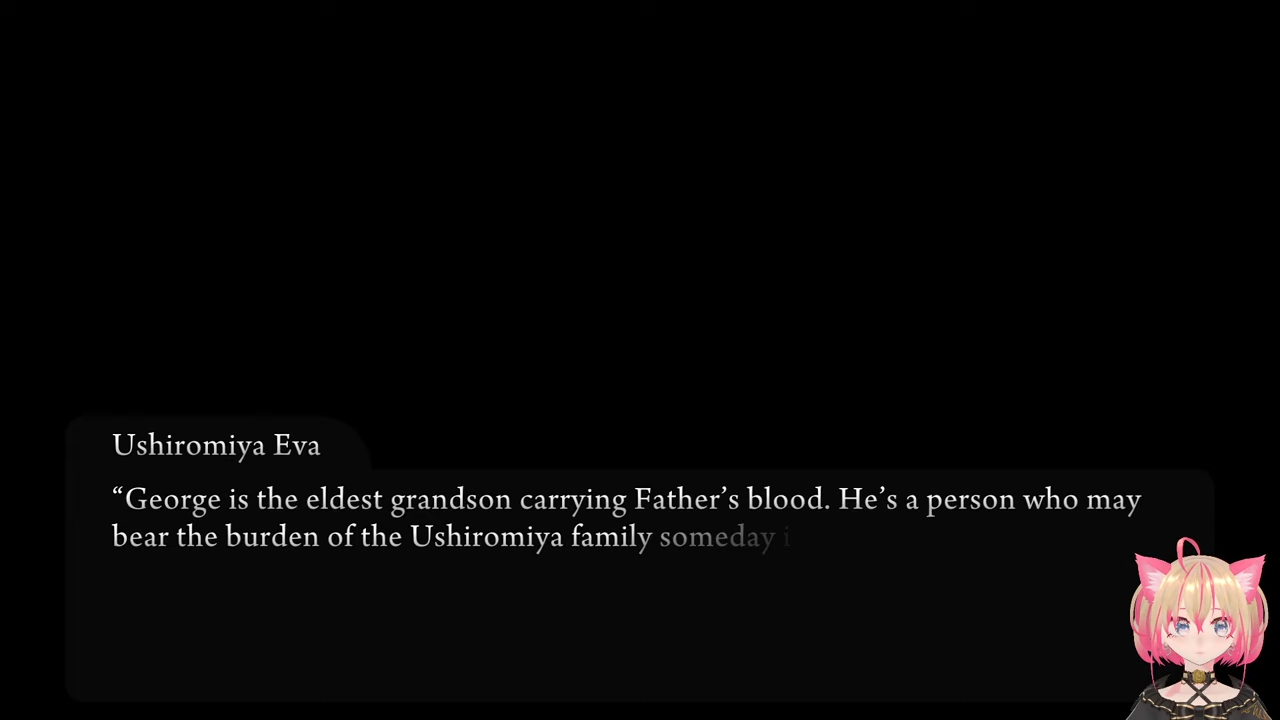 Ushiromiya Eva
“George is the eldest grandson carrying Father’s blood. He’s a person who may
bear the burden of the Ushiromiya family someday i